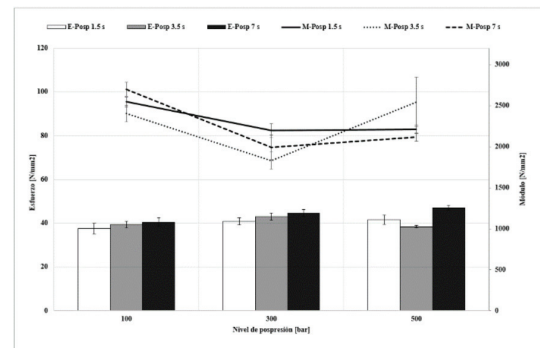 E-Posp 1.5 s E-Posp 3.5 s E-Posp 7 s M-Posp 1.5 s M-Posp 3.5 s M-Posp 7 s
120
100
80
60
40
20
0
Esfuerzo [N/mm2]
3000
2500
2000
1500
1000
500
0
Módulo [N/mm2]
100 300 500
Nivel de pospresión [bar]